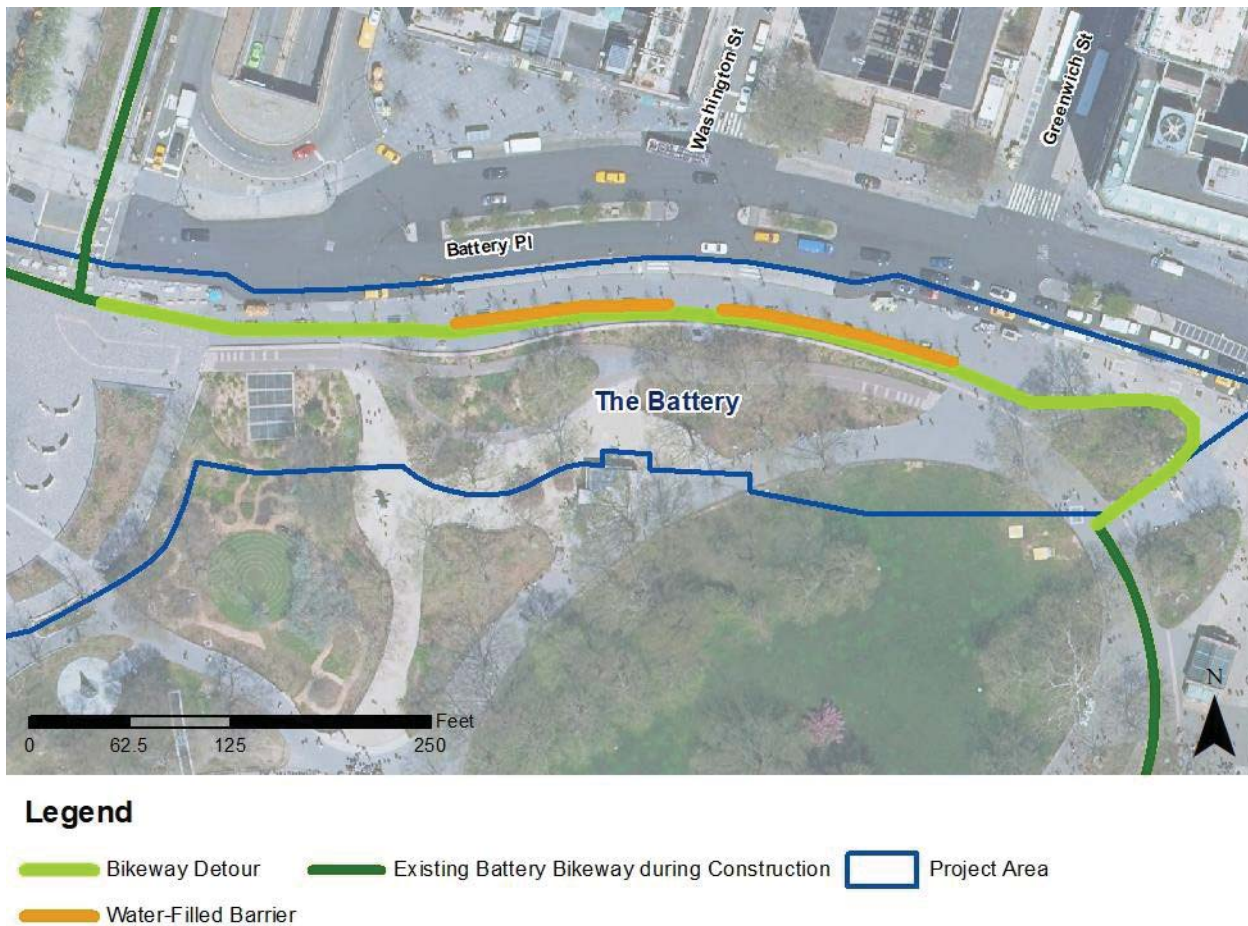 Washington St
Greenwich St
Battery Pl
The Battery
N
Feet
0 62.5 125 250
Legend
Bikeway Detour Existing Battery Bikeway during Construction Project Area
Water-Filled Barrier